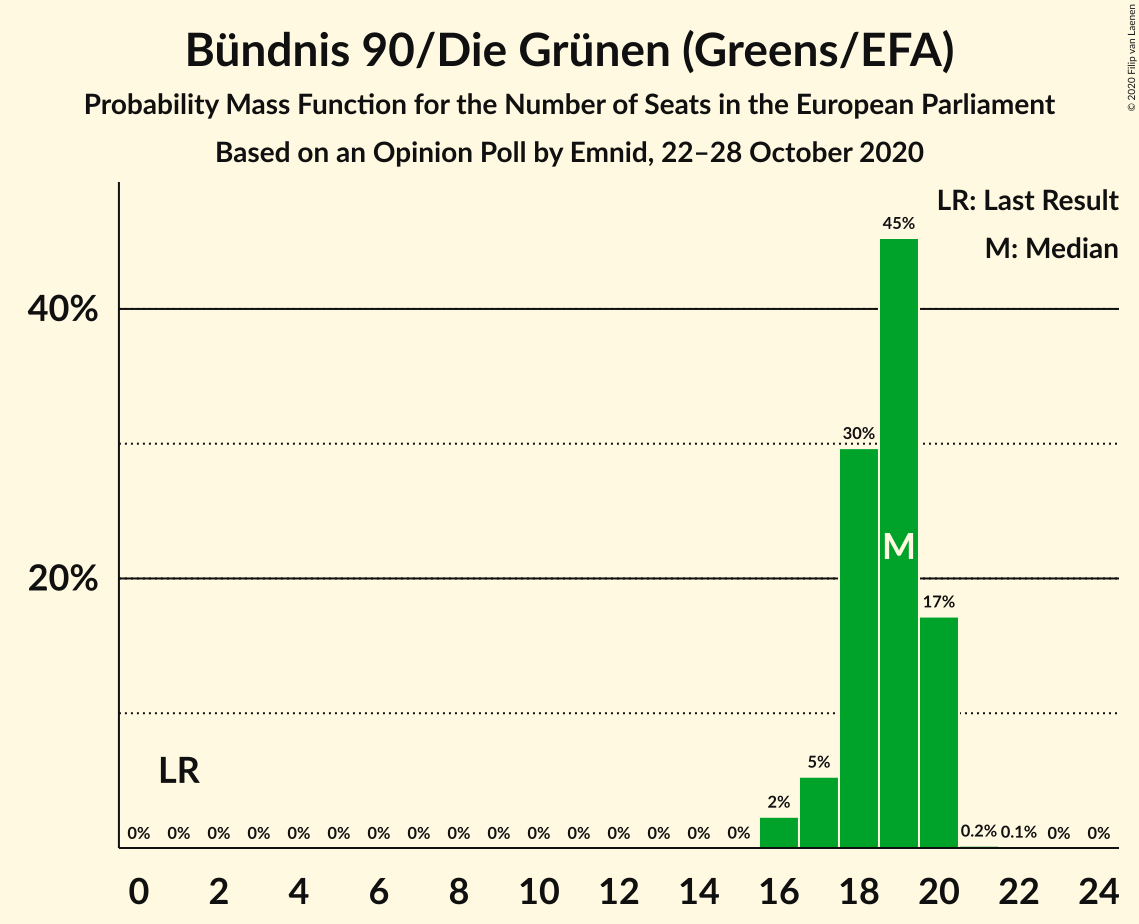 Bündnis 90/Die Grünen (Greens/EFA)
Probability Mass Function for the Number of Seats in the European Parliament
Based on an Opinion Poll by Emnid, 22–28 October 2020
© 2020 Filip van Laenen
LR: Last Result
M: Median
45%
40%
30%
M
20%
17%
LR
5%
2%
0% 0% 0% 0% 0% 0% 0% 0% 0% 0% 0% 0% 0% 0% 0% 0% 0.2% 0.1% 0% 0%
0 2 4 6 8 10 12 14 16 18 20 22 24